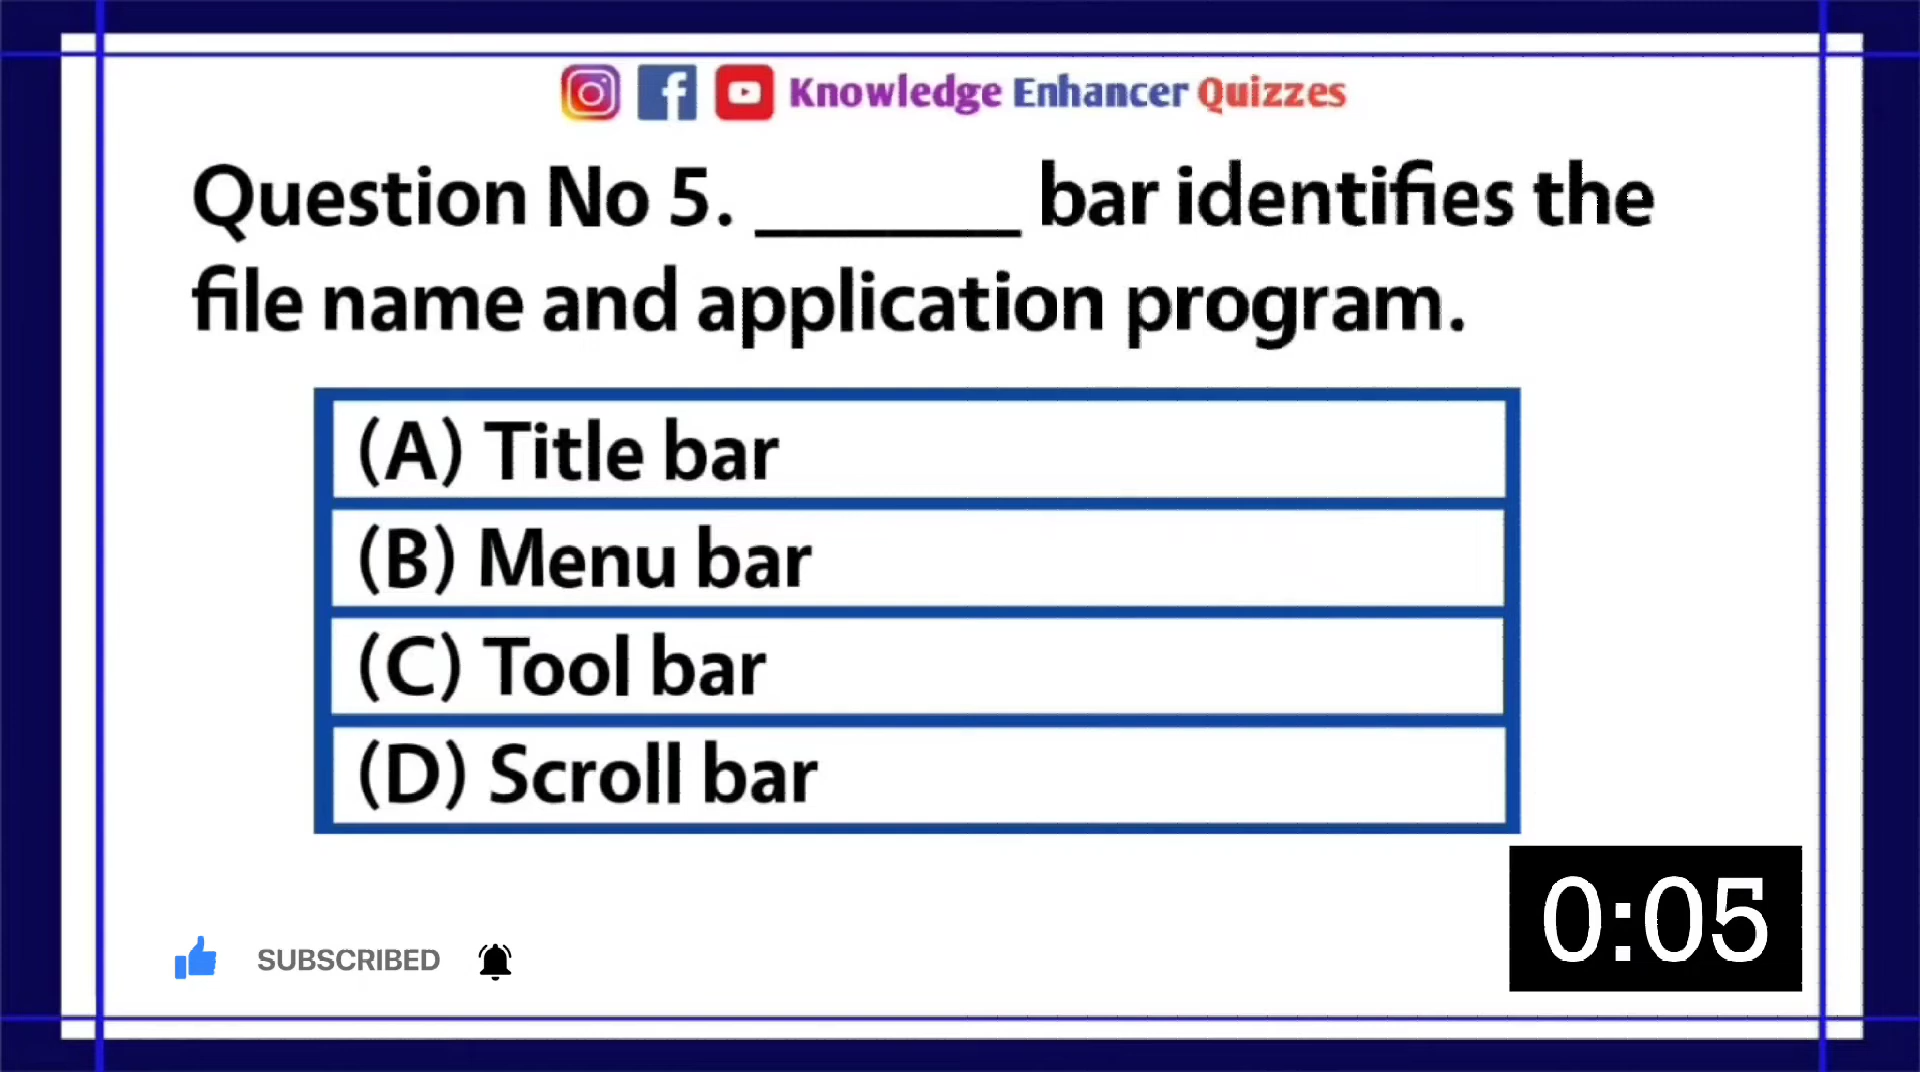 Knowledge Enhancer Quizzes
Question No 5. _______ bar identifies the
file name and application program.
(A) Title bar
(B) Menu bar
(C) Tool bar
(D) Scroll bar
0:05
SUBSCRIBED